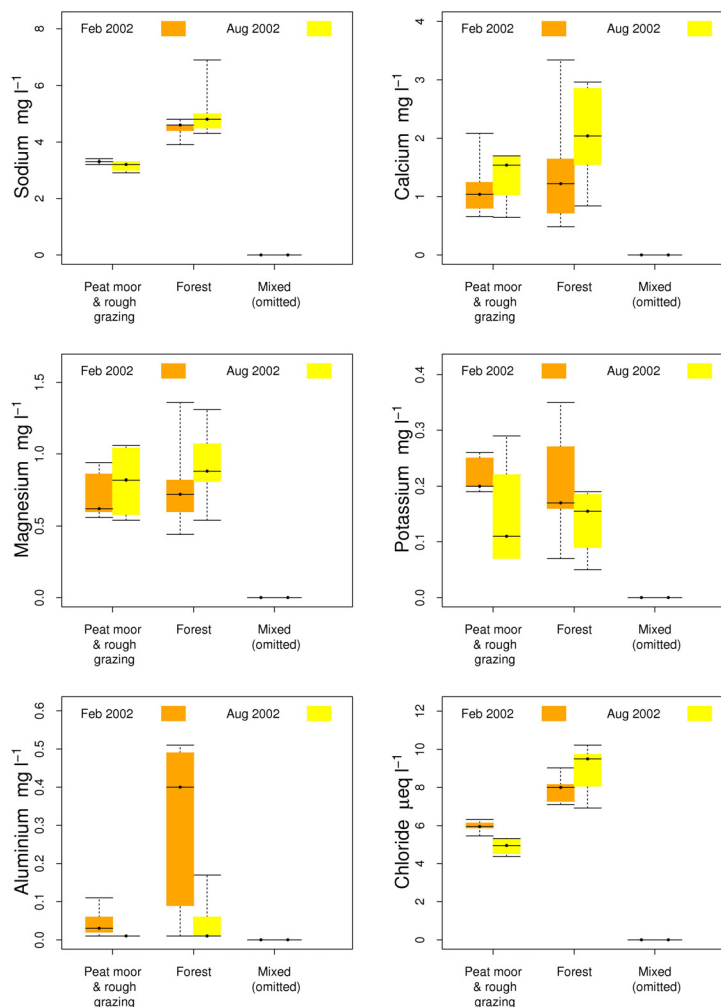 Feb 2002 Aug 2002
Sodium mg l⁻¹
8
6
4
2
0
Peat moor & rough grazing
Forest
Mixed (omitted)
Feb 2002 Aug 2002
Calcium mg l⁻¹
4
3
2
1
0
Peat moor & rough grazing
Forest
Mixed (omitted)
Feb 2002 Aug 2002
Magnesium mg l⁻¹
1.5
1.0
0.5
0.0
Peat moor & rough grazing
Forest
Mixed (omitted)
Feb 2002 Aug 2002
Potassium mg l⁻¹
0.4
0.3
0.2
0.1
0.0
Peat moor & rough grazing
Forest
Mixed (omitted)
Feb 2002 Aug 2002
Aluminium mg l⁻¹
0.6
0.5
0.4
0.3
0.2
0.1
0.0
Peat moor & rough grazing
Forest
Mixed (omitted)
Feb 2002 Aug 2002
Chloride µeq l⁻¹
12
10
8
6
4
2
0
Peat moor & rough grazing
Forest
Mixed (omitted)